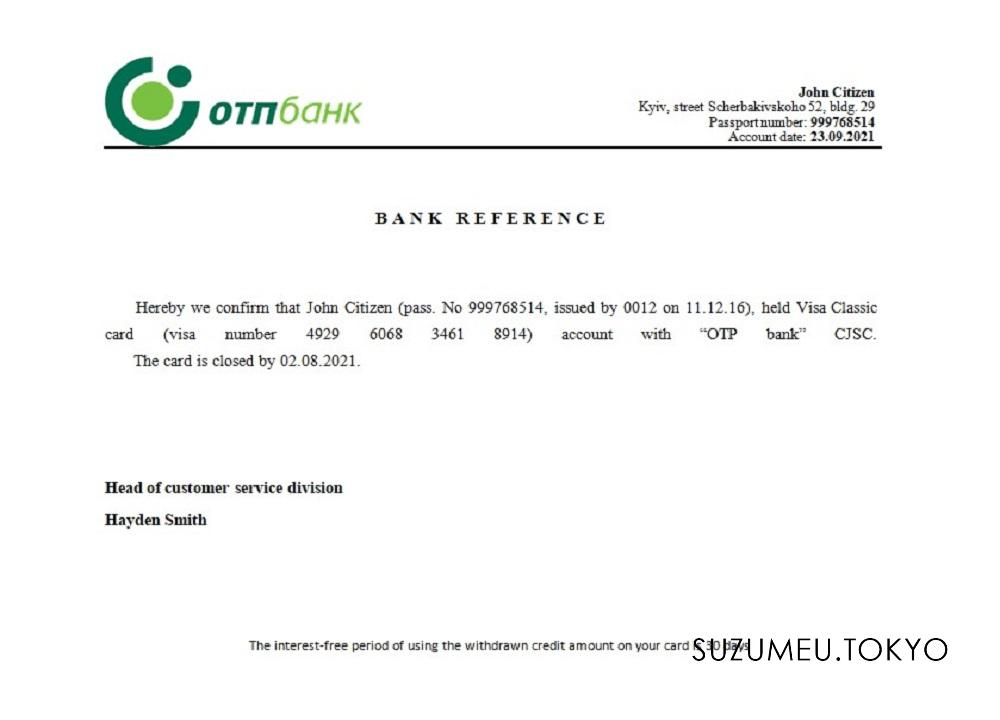 отпбанк
John Citizen
Kyiv, street Scherbakivskoho 52, bldg. 29
Passport number: 999768514
Account date: 23.09.2021
BANK REFERENCE
Hereby we confirm that John Citizen (pass. No 999768514, issued by 0012 on 11.12.16), held Visa Classic
card (visa number 4929 6068 3461 8914) account with “OTP bank” CJSC.
The card is closed by 02.08.2021.
Head of customer service division
Hayden Smith
The interest-free period of using the withdrawn credit amount on your card is 30 days
SUZUMEU.TOKYO